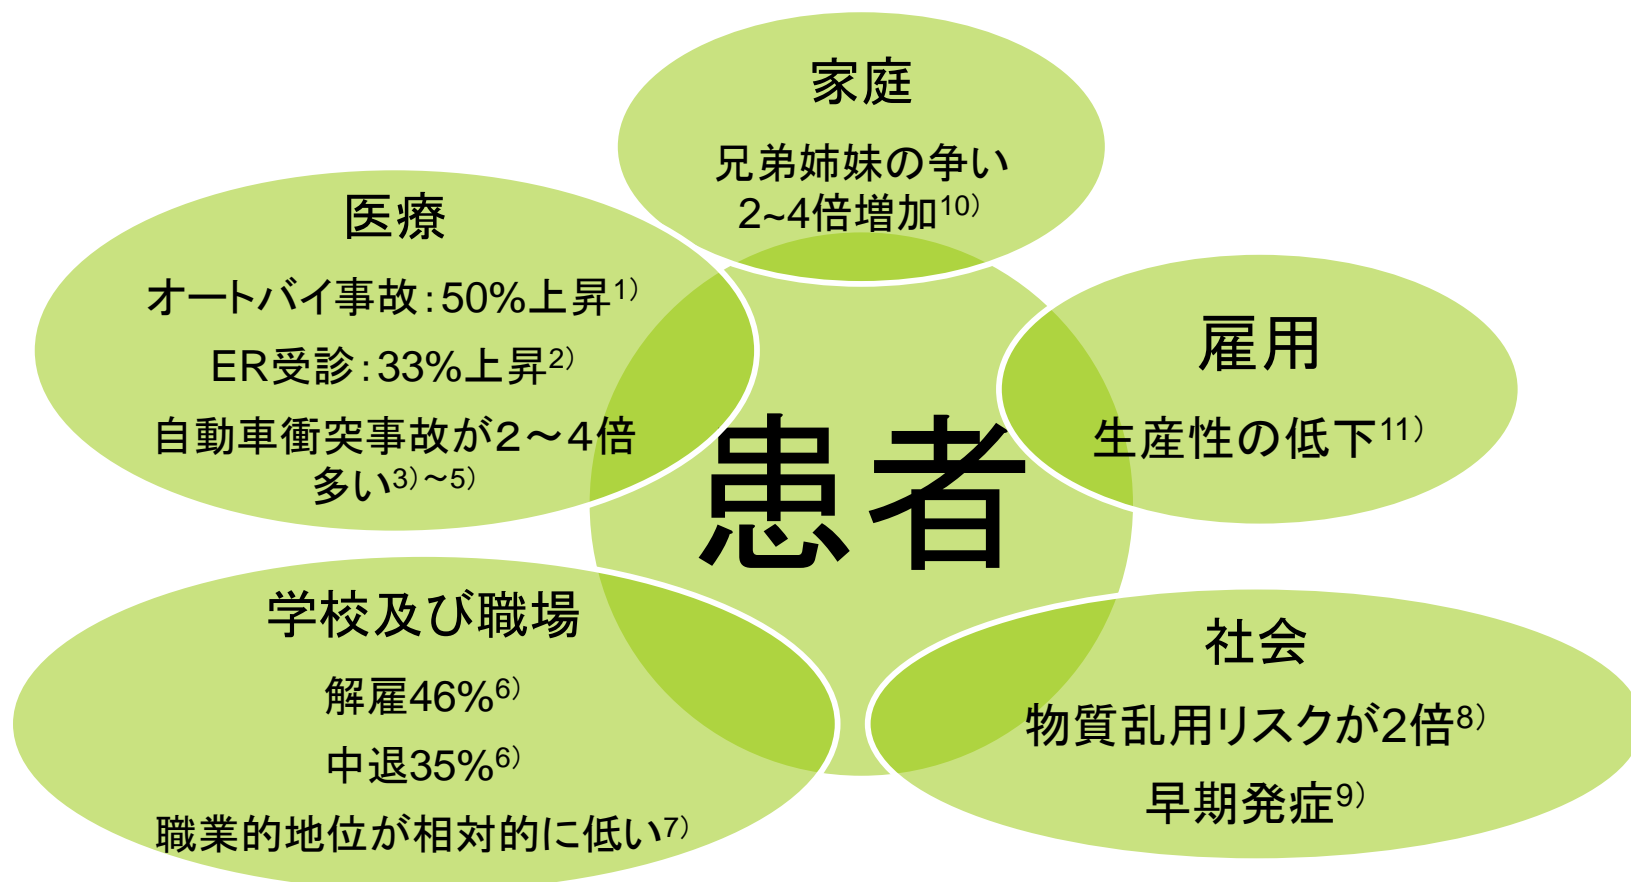 家庭
兄弟姉妹の争い
2~4倍増加10）
医療
オートバイ事故：50%上昇1）
ER受診：33%上昇2）
自動車衝突事故が２～４倍
多い3）～5）
雇用
生産性の低下11）
患者
学校及び職場
解雇46%6）
中退35%6）
職業的地位が相対的に低い7）
社会
物質乱用リスクが2倍8）
早期発症9）